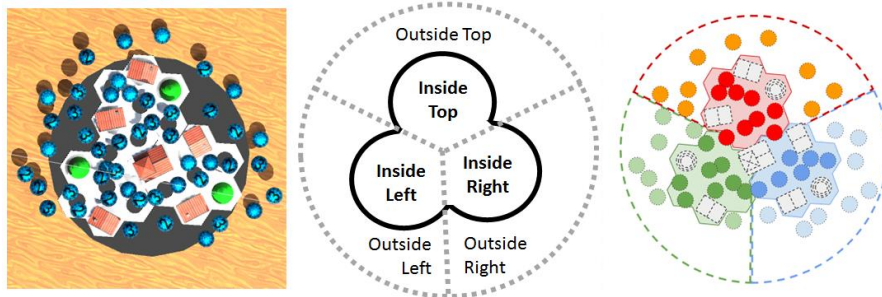 Outside Top
Inside
Top
Inside
Left
Inside
Right
Outside
Left
Outside
Right